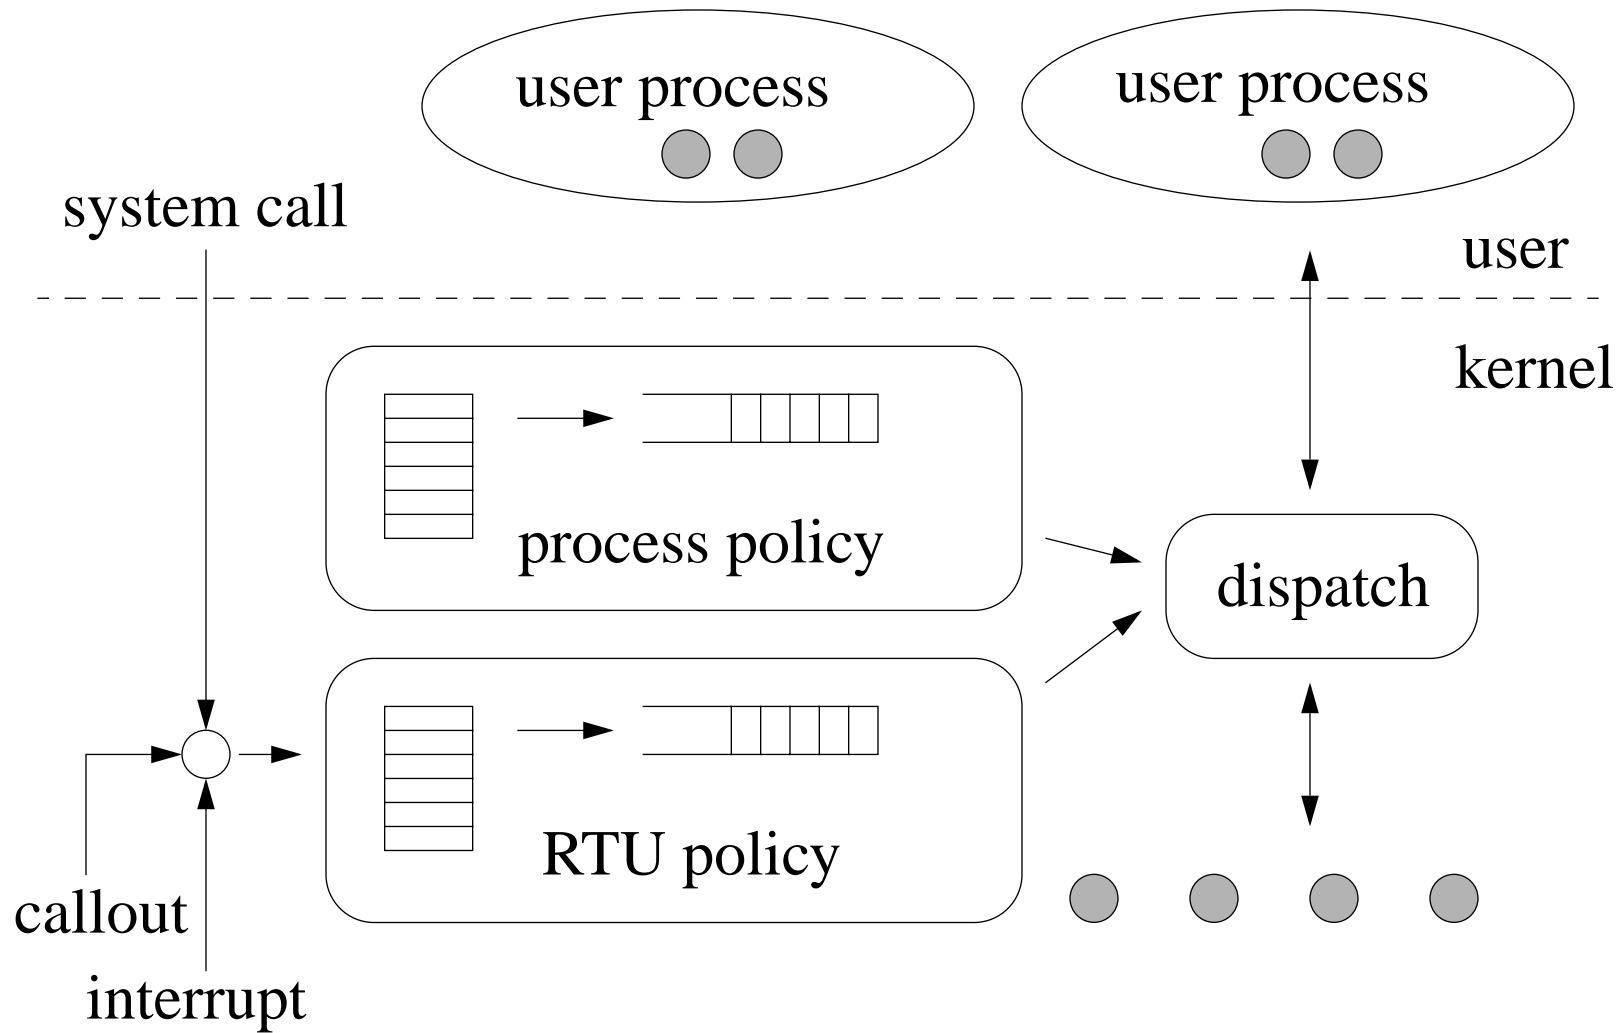 user process
user process
system call
user
kernel
process policy
dispatch
RTU policy
callout
interrupt